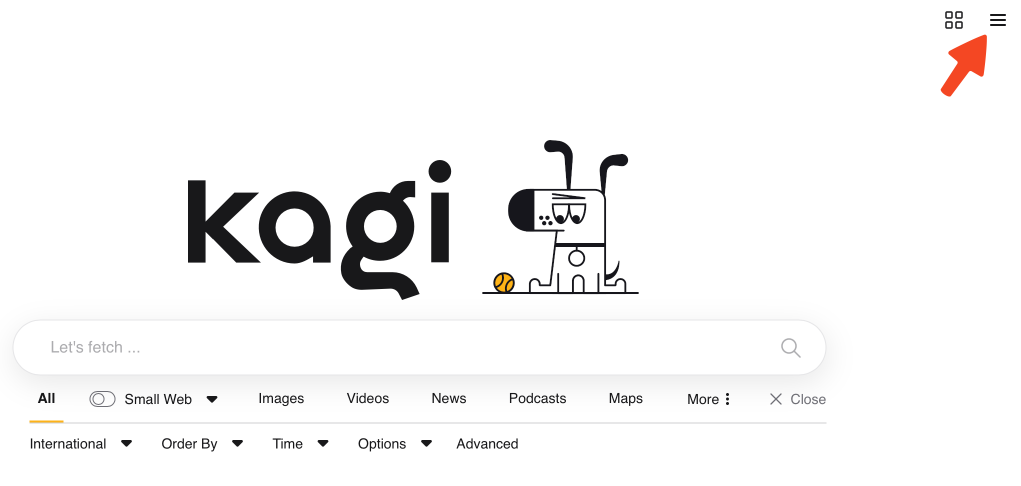 kagi
Let's fetch ...
All Small Web Images Videos News Podcasts Maps More Close
International Order By Time Options Advanced